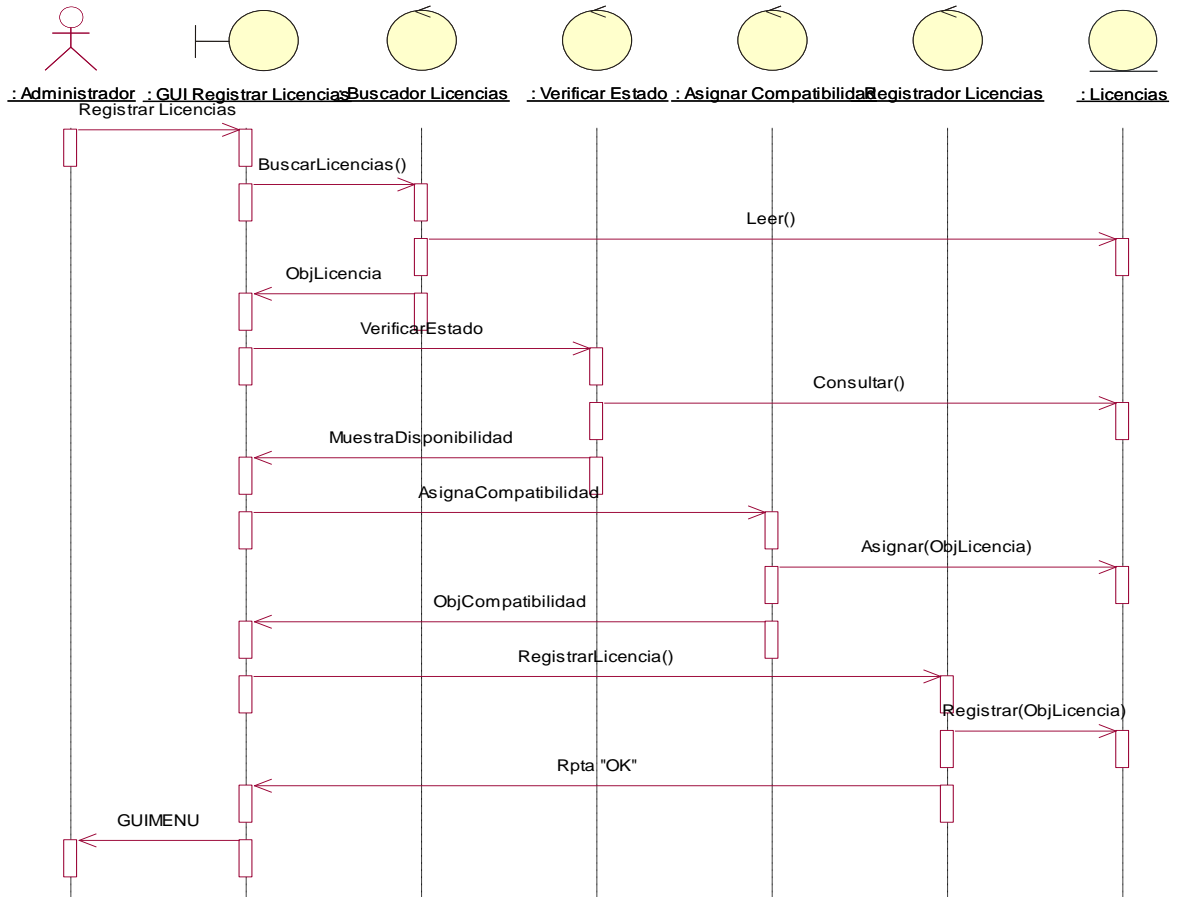 : Administrador
: GUI Registrar Licencias
: Buscador Licencias
: Verificar Estado
: Asignar Compatibilidad
Registrador Licencias
: Licencias
Registrar Licencias
BuscarLicencias()
Leer()
ObjLicencia
VerificarEstado
Consultar()
MuestraDisponibilidad
AsignaCompatibilidad
Asignar(ObjLicencia)
ObjCompatibilidad
RegistrarLicencia()
Registrar(ObjLicencia)
Rpta "OK"
GUIMENU